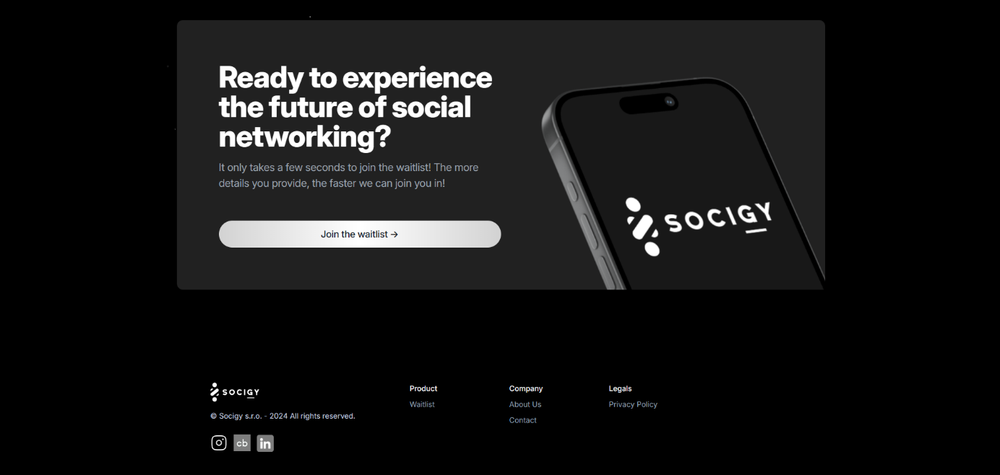 Ready to experience
the future of social
networking?
It only takes a few seconds to join the waitlist! The more
details you provide, the faster we can join you in!
Join the waitlist →
SOCIGY
SOCIGY
© Socigy s.r.o. - 2024 All rights reserved.
cb
in
Product
Waitlist
Company
About Us
Contact
Legals
Privacy Policy